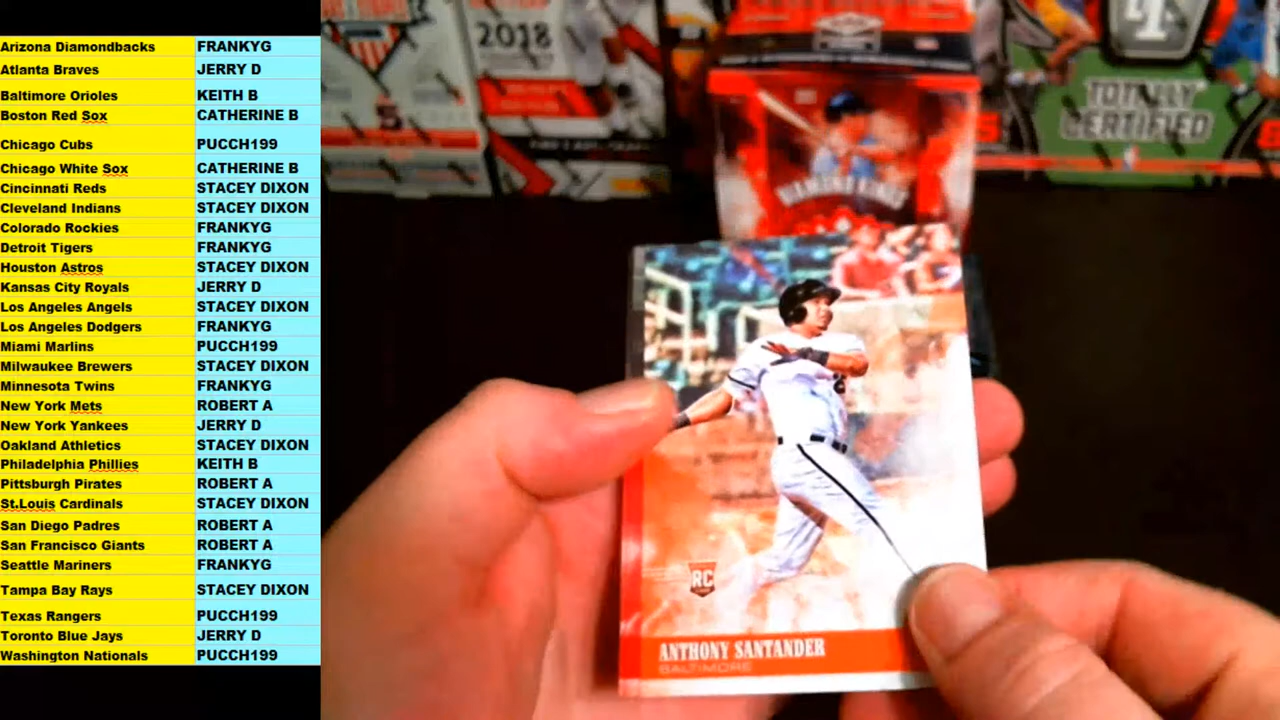 Arizona Diamondbacks FRANKYG
Atlanta Braves JERRY D
Baltimore Orioles KEITH B
Boston Red Sox CATHERINE B
Chicago Cubs PUCCH199
Chicago White Sox CATHERINE B
Cincinnati Reds STACEY DIXON
Cleveland Indians STACEY DIXON
Colorado Rockies FRANKYG
Detroit Tigers FRANKYG
Houston Astros STACEY DIXON
Kansas City Royals JERRY D
Los Angeles Angels STACEY DIXON
Los Angeles Dodgers FRANKYG
Miami Marlins PUCCH199
Milwaukee Brewers STACEY DIXON
Minnesota Twins FRANKYG
New York Mets ROBERT A
New York Yankees JERRY D
Oakland Athletics STACEY DIXON
Philadelphia Phillies KEITH B
Pittsburgh Pirates ROBERT A
St.Louis Cardinals STACEY DIXON
San Diego Padres ROBERT A
San Francisco Giants ROBERT A
Seattle Mariners FRANKYG
Tampa Bay Rays STACEY DIXON
Texas Rangers PUCCH199
Toronto Blue Jays JERRY D
Washington Nationals PUCCH199
2018
TOTALLY
CERTIFIED
DIAMOND KINGS
RC
ANTHONY SANTANDER
BALTIMORE